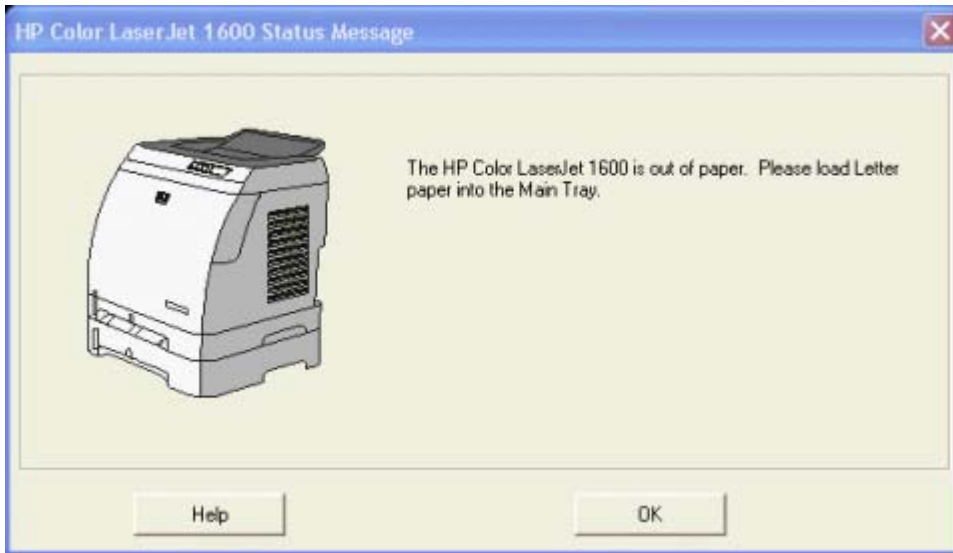 HP Color LaserJet 1600 Status Message
The HP Color LaserJet 1600 is out of paper. Please load Letter
paper into the Main Tray.
Help
OK